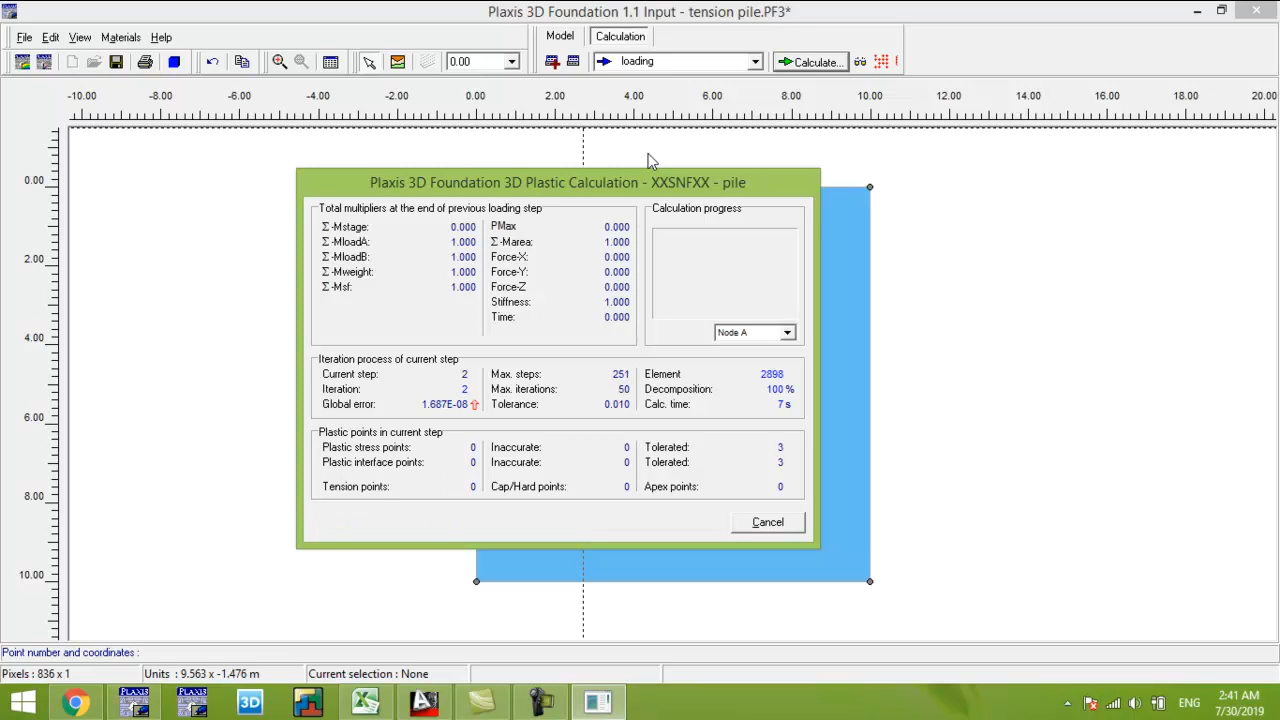 Plaxis 3D Foundation 1.1 Input - tension pile.PF3*
File Edit View Materials Help
Model Calculation
0.00
loading
Calculate...
-10.00 -8.00 -6.00 -4.00 -2.00 0.00 2.00 4.00 6.00 8.00 10.00 12.00 14.00 16.00 18.00 20.00
0.00
2.00
4.00
6.00
8.00
10.00
Plaxis 3D Foundation 3D Plastic Calculation - XXSNFXX - pile
Total multipliers at the end of previous loading step
Σ-Mstage: 0.000 PMax 0.000
Σ-MloadA: 1.000 Σ-Marea: 1.000
Σ-MloadB: 1.000 Force-X: 0.000
Σ-Mweight: 1.000 Force-Y: 0.000
Σ-Msf: 1.000 Force-Z 0.000
Stiffness: 1.000
Time: 0.000
Calculation progress
Node A
Iteration process of current step
Current step: 2 Max. steps: 251 Element 2898
Iteration: 2 Max. iterations: 50 Decomposition: 100 %
Global error: 1.687E-08 Tolerance: 0.010 Calc. time: 7 s
Plastic points in current step
Plastic stress points: 0 Inaccurate: 0 Tolerated: 3
Plastic interface points: 0 Inaccurate: 0 Tolerated: 3
Tension points: 0 Cap/Hard points: 0 Apex points: 0
Cancel
Point number and coordinates :
Pixels : 836 x 1 Units : 9.563 x -1.476 m Current selection : None
PLAXIS PLAXIS 3D
ENG
2:41 AM
7/30/2019